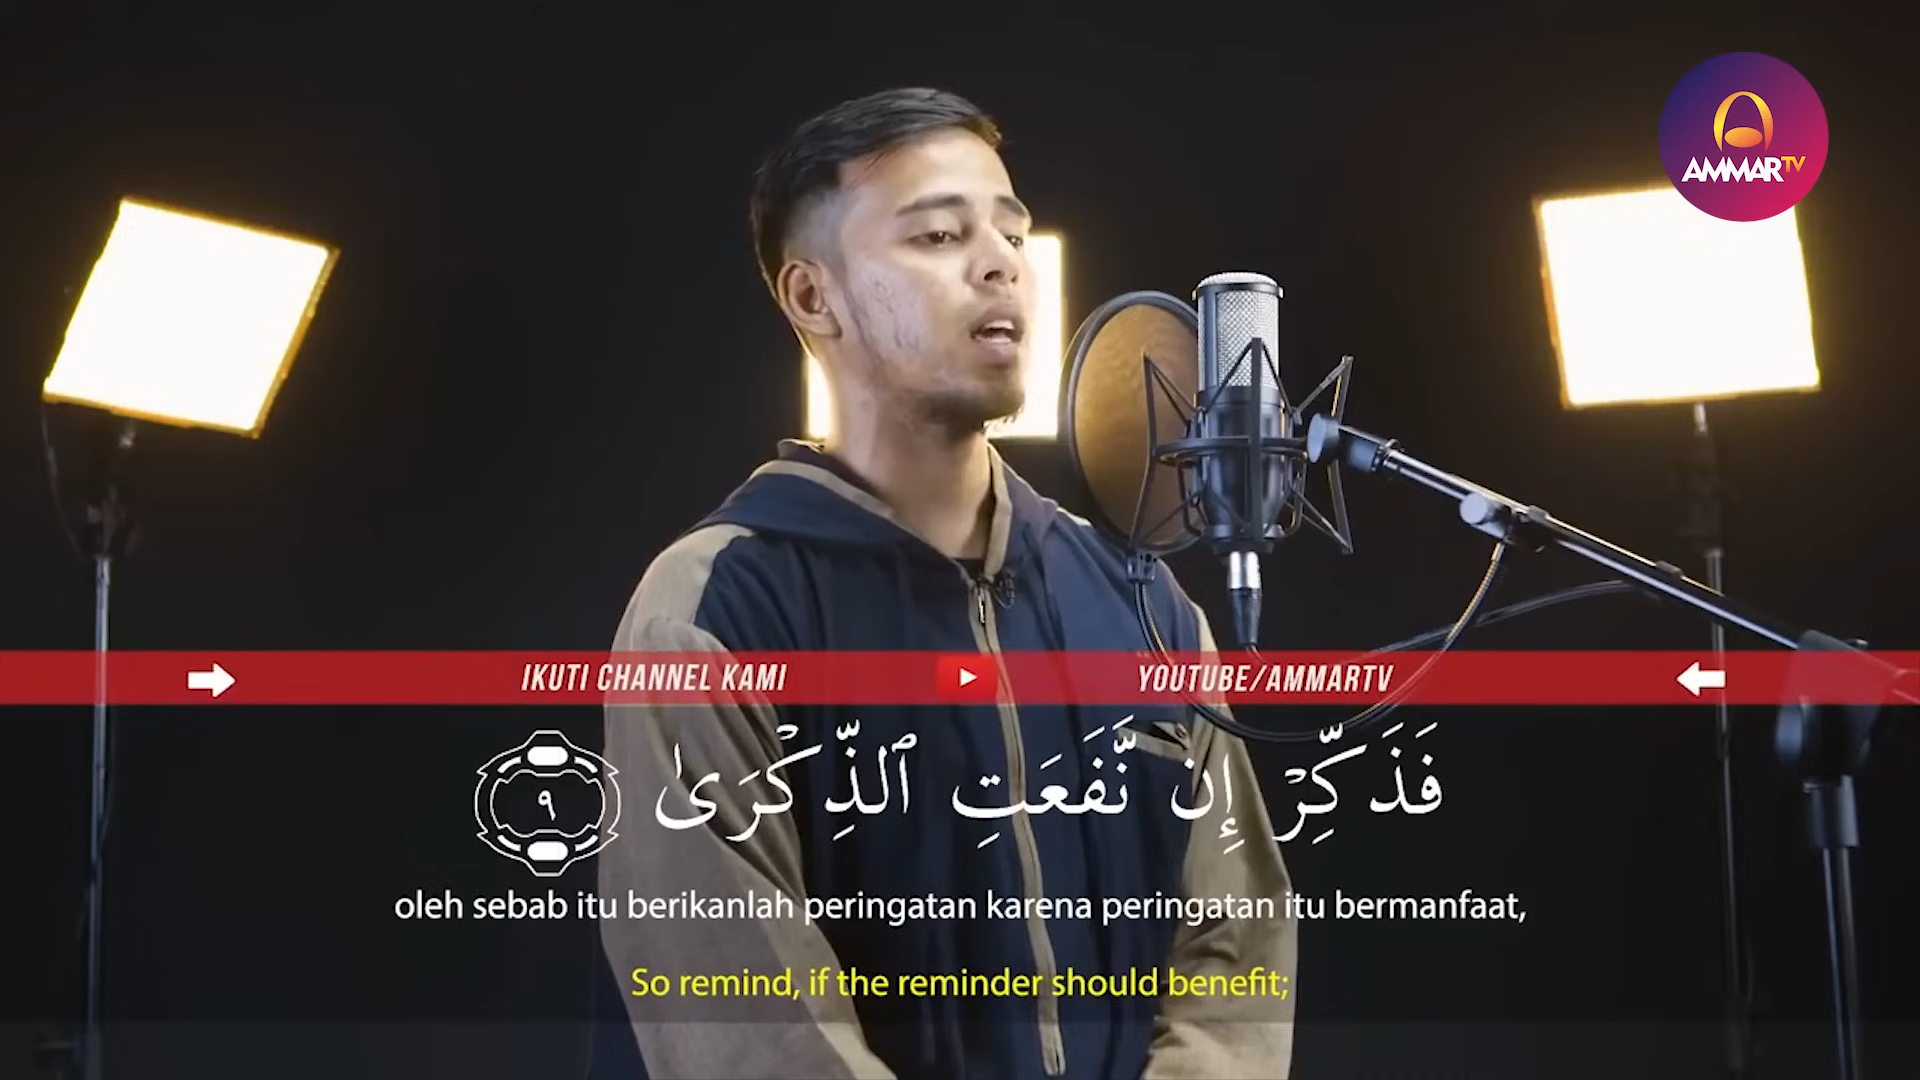 AMMARTV
IKUTI CHANNEL KAMI YOUTUBE/AMMARTV
فَذَكِّرْ إِن نَّفَعَتِ ٱلذِّكْرَىٰ ٩
oleh sebab itu berikanlah peringatan karena peringatan itu bermanfaat,
So remind, if the reminder should benefit;